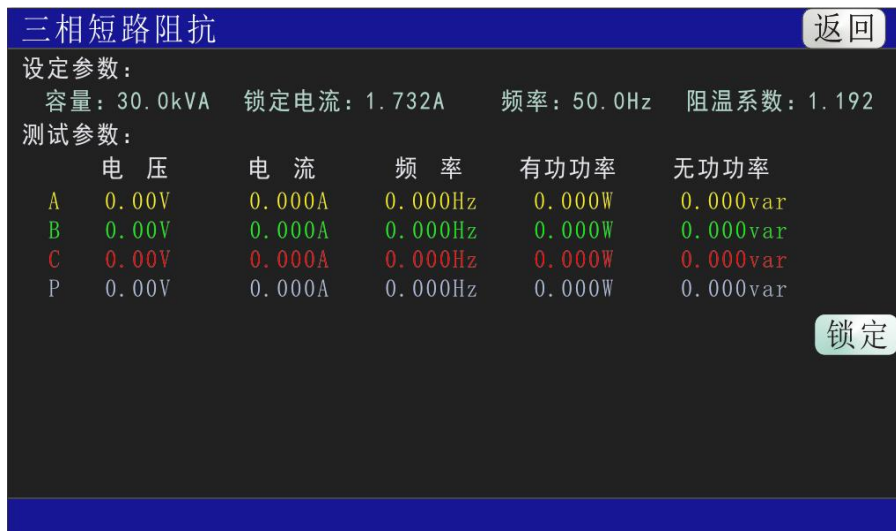 三相短路阻抗 返回
设定参数：
容量：30.0kVA 锁定电流：1.732A 频率：50.0Hz 阻温系数：1.192
测试参数：
电 压 电 流 频 率 有功功率 无功功率
A 0.00V 0.000A 0.000Hz 0.000W 0.000var
B 0.00V 0.000A 0.000Hz 0.000W 0.000var
C 0.00V 0.000A 0.000Hz 0.000W 0.000var
P 0.00V 0.000A 0.000Hz 0.000W 0.000var
锁定